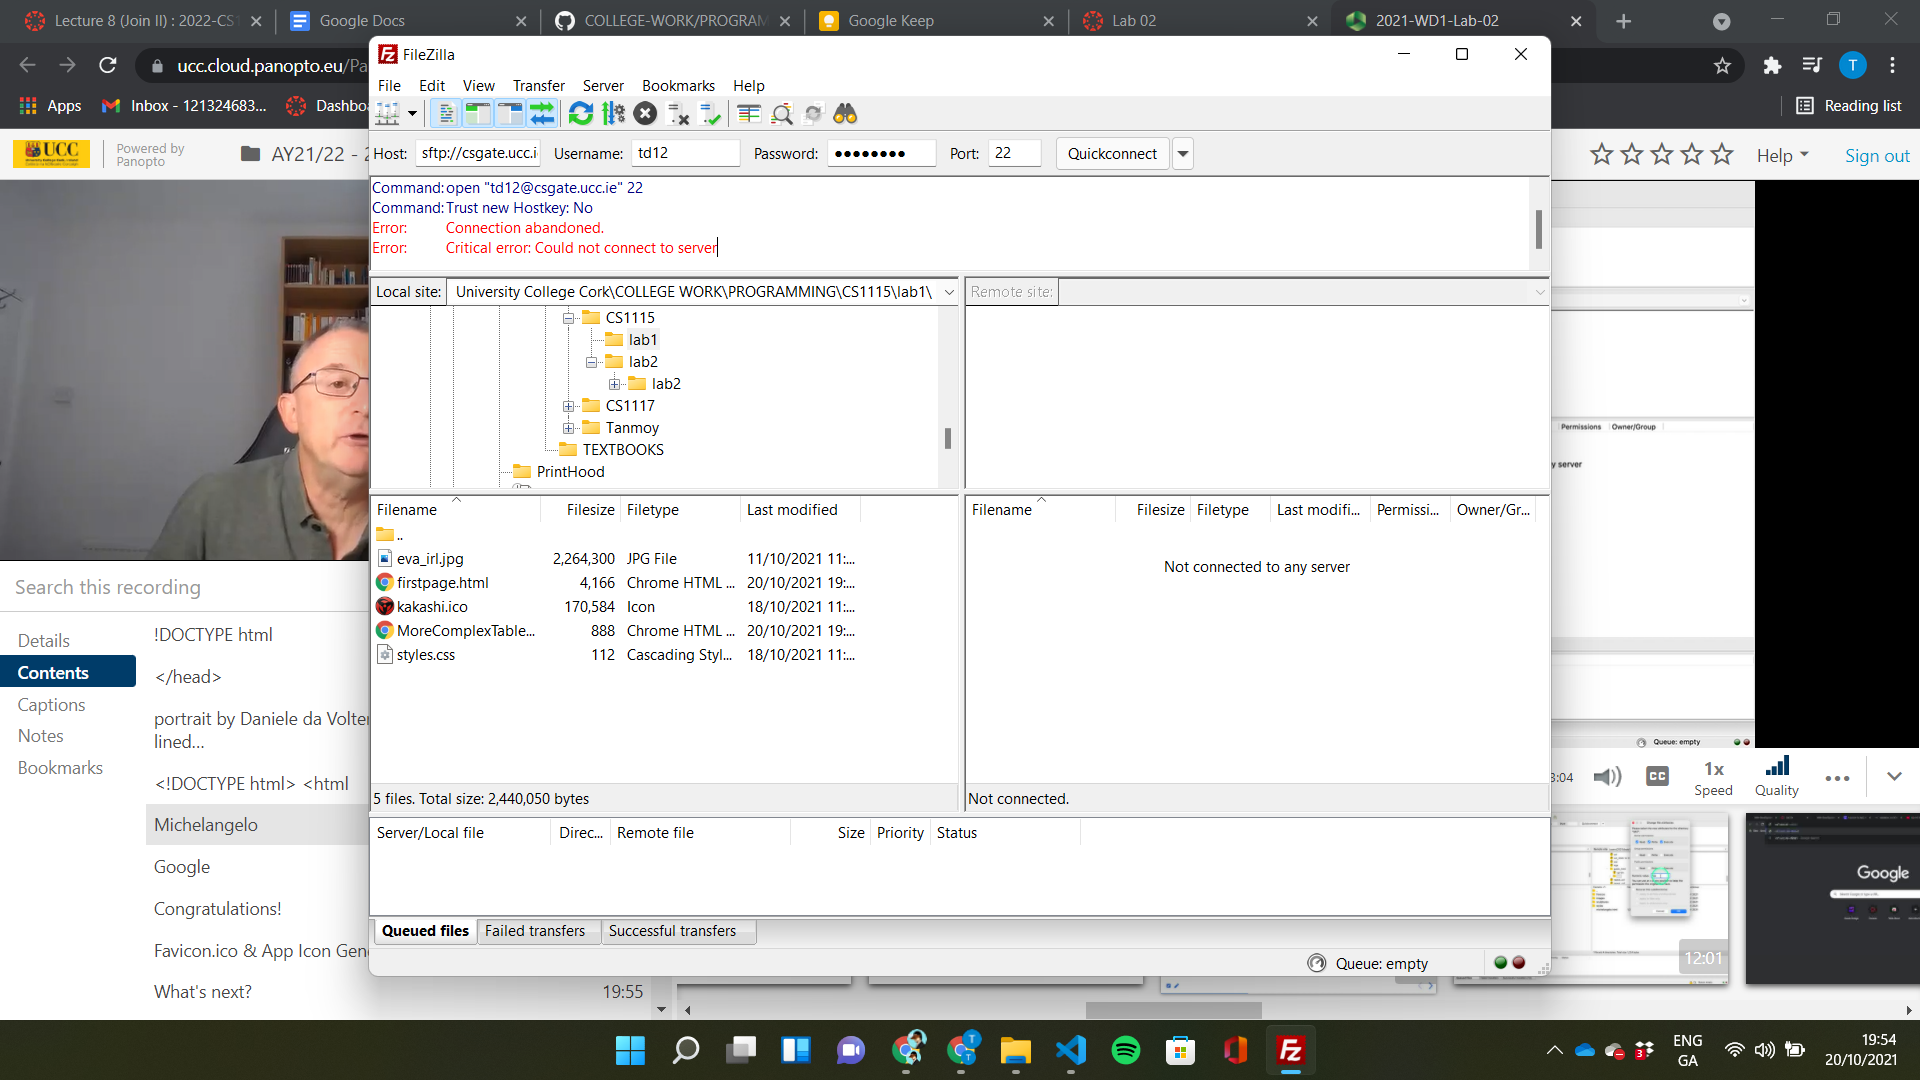 Lecture 8 (Join II) : 2022-CS1
Google Docs
COLLEGE-WORK/PROGRAM
Google Keep
Lab 02
2021-WD1-Lab-02
ucc.cloud.panopto.eu/Pa
T
Apps
Inbox - 121324683...
Dashboa
Reading list
UCC
Powered by
Panopto
AY21/22 - 2
Help
Sign out
FileZilla
File Edit View Transfer Server Bookmarks Help
Host: sftp://csgate.ucc.i Username: td12 Password: ●●●●●●●● Port: 22 Quickconnect
Command: open "td12@csgate.ucc.ie" 22
Command: Trust new Hostkey: No
Error: Connection abandoned.
Error: Critical error: Could not connect to server
Local site: University College Cork\COLLEGE WORK\PROGRAMMING\CS1115\lab1\
Remote site:
CS1115
lab1
lab2
lab2
CS1117
Tanmoy
TEXTBOOKS
PrintHood
Filename Filesize Filetype Last modified
..
eva_irl.jpg 2,264,300 JPG File 11/10/2021 11:...
firstpage.html 4,166 Chrome HTML ... 20/10/2021 19:...
kakashi.ico 170,584 Icon 18/10/2021 11:...
MoreComplexTable... 888 Chrome HTML ... 20/10/2021 19:...
styles.css 112 Cascading Styl... 18/10/2021 11:...
5 files. Total size: 2,440,050 bytes
Filename Filesize Filetype Last modifi... Permissi... Owner/Gr...
Not connected to any server
Not connected.
Server/Local file Direc... Remote file Size Priority Status
Queued files Failed transfers Successful transfers
Queue: empty
Search this recording
Details
Contents
Captions
Notes
Bookmarks
!DOCTYPE html
</head>
portrait by Daniele da Volter
lined...
<!DOCTYPE html> <html
Michelangelo
Google
Congratulations!
Favicon.ico & App Icon Gen
What's next? 19:55
Permissions Owner/Group
y server
Queue: empty
3:04
CC
1x
Speed
Quality
12:01
Google
ENG
GA
19:54
20/10/2021